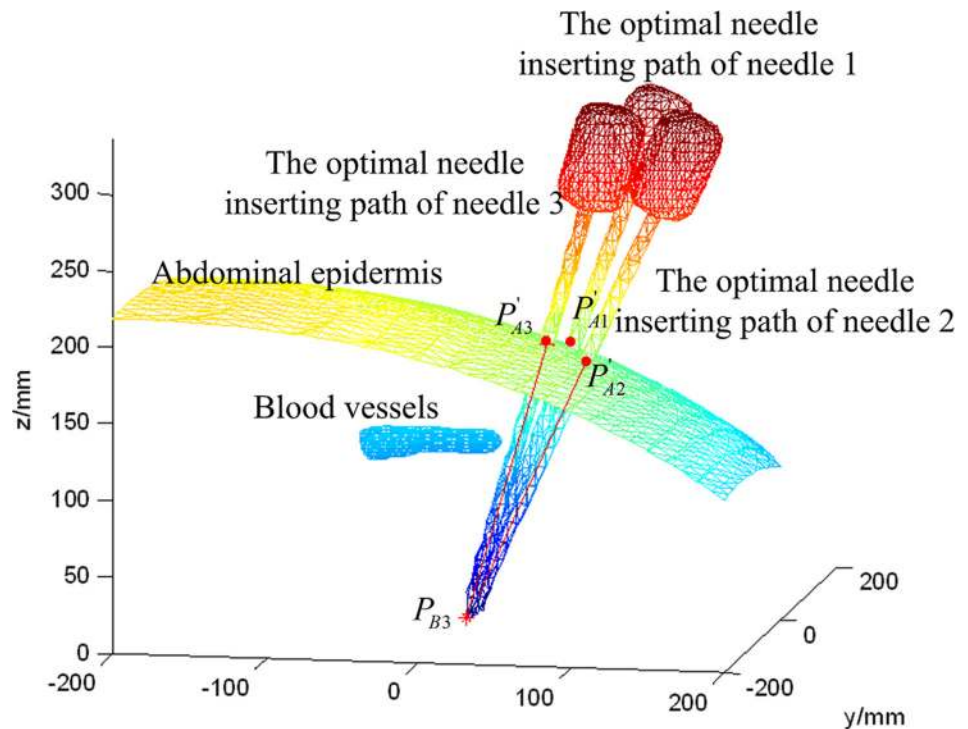 The optimal needle
inserting path of needle 1
The optimal needle
inserting path of needle 3
Abdominal epidermis
The optimal needle
inserting path of needle 2
P'A3
P'A1
P'A2
Blood vessels
PB3
z/mm
300
250
200
150
100
50
0
-200
-100
0
100
200
-200
0
200
y/mm